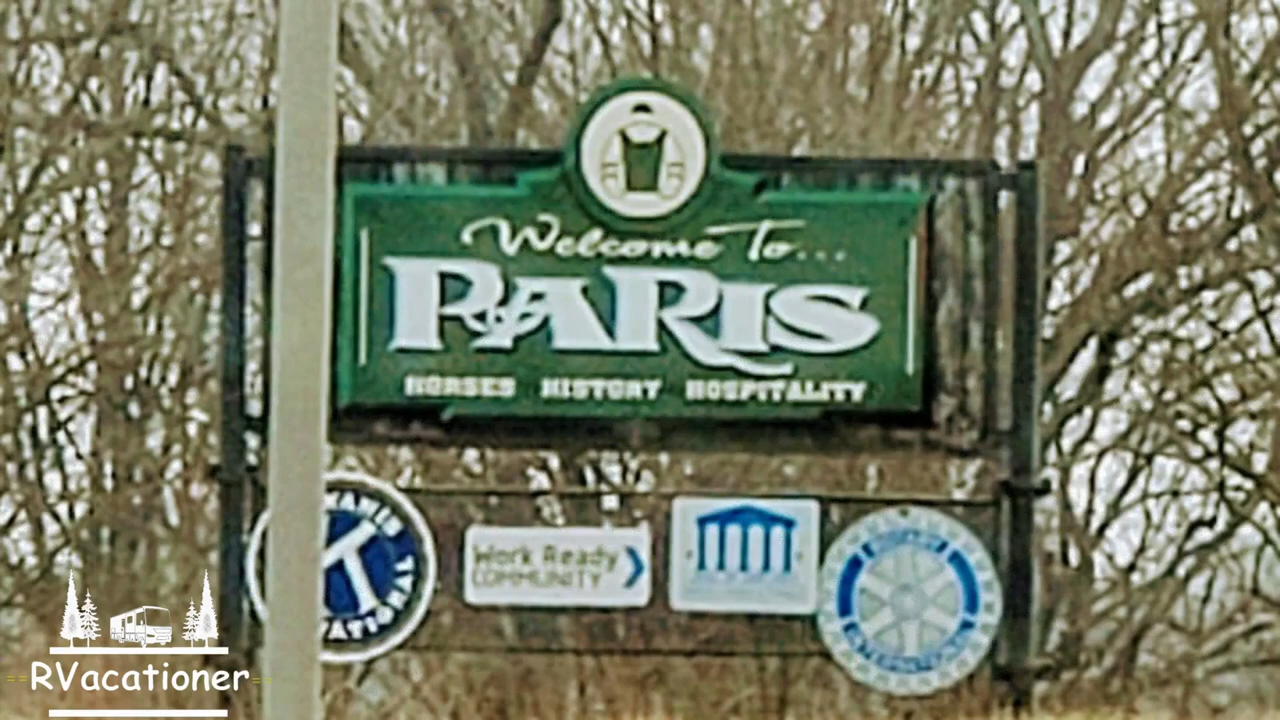 Welcome To...
PARIS
HORSES HISTORY HOSPITALITY
Work Ready
COMMUNITY
RVacationer